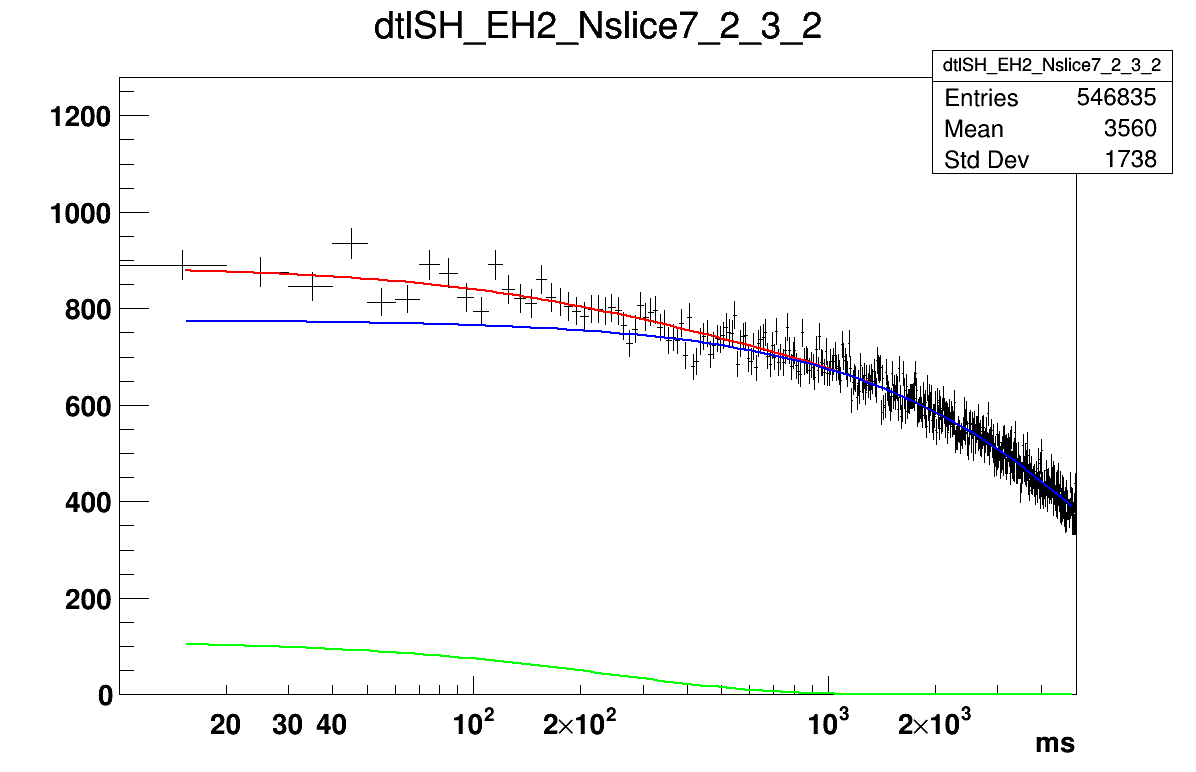 dtlSH_EH2_Nslice7_2_3_2
dtlSH_EH2_Nslice7_2_3_2
Entries 546835
Mean 3560
Std Dev 1738
1200
1000
800
600
400
200
0
20 30 40 10² 2×10² 10³ 2×10³
ms